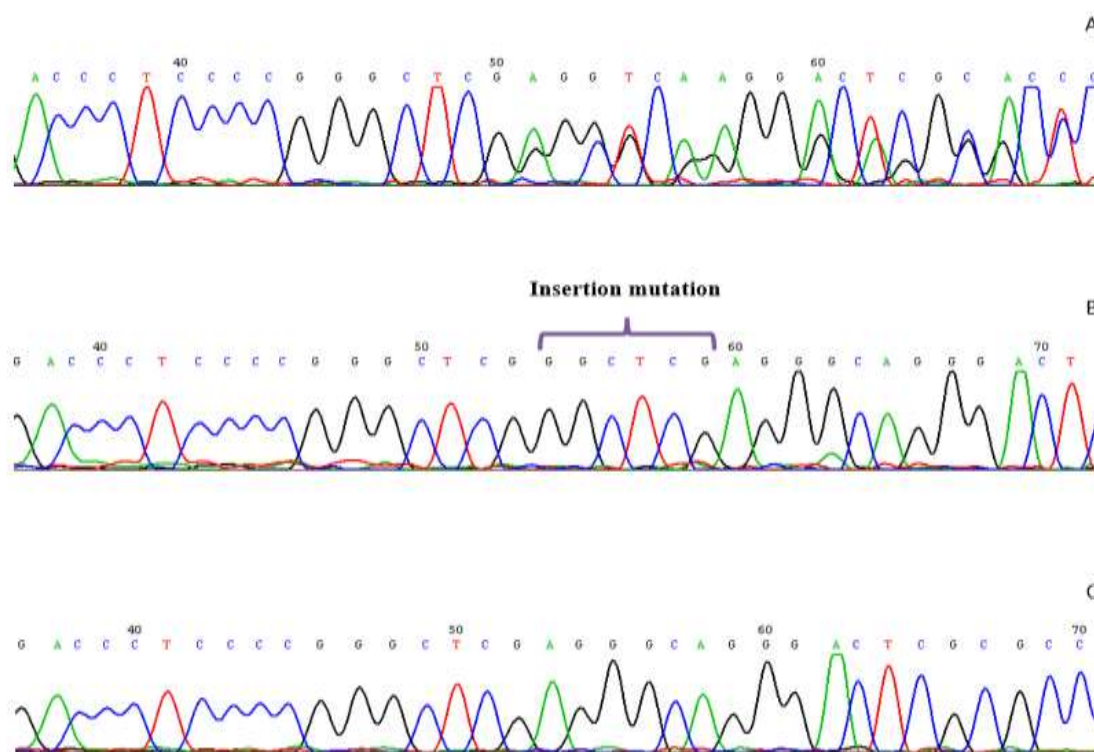 A
40 50 60
A C C C T C C C C G G G C T C G A G G T C A A G G A C T C G C A C C C
Insertion mutation
B
40 50 60 70
G A C C C T C C C C G G G C T C G G G C T C G A G G G C A G G G A C T
C
40 50 60 70
G A C C C T C C C C G G G C T C G A G G G C A G G G A C T C G C G C C